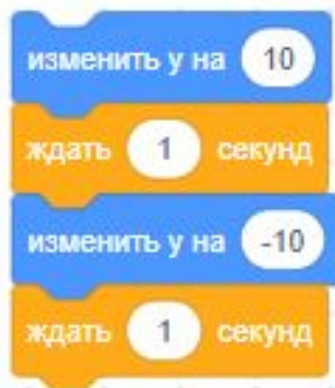 изменить y на 10
ждать 1 секунд
изменить y на -10
ждать 1 секунд